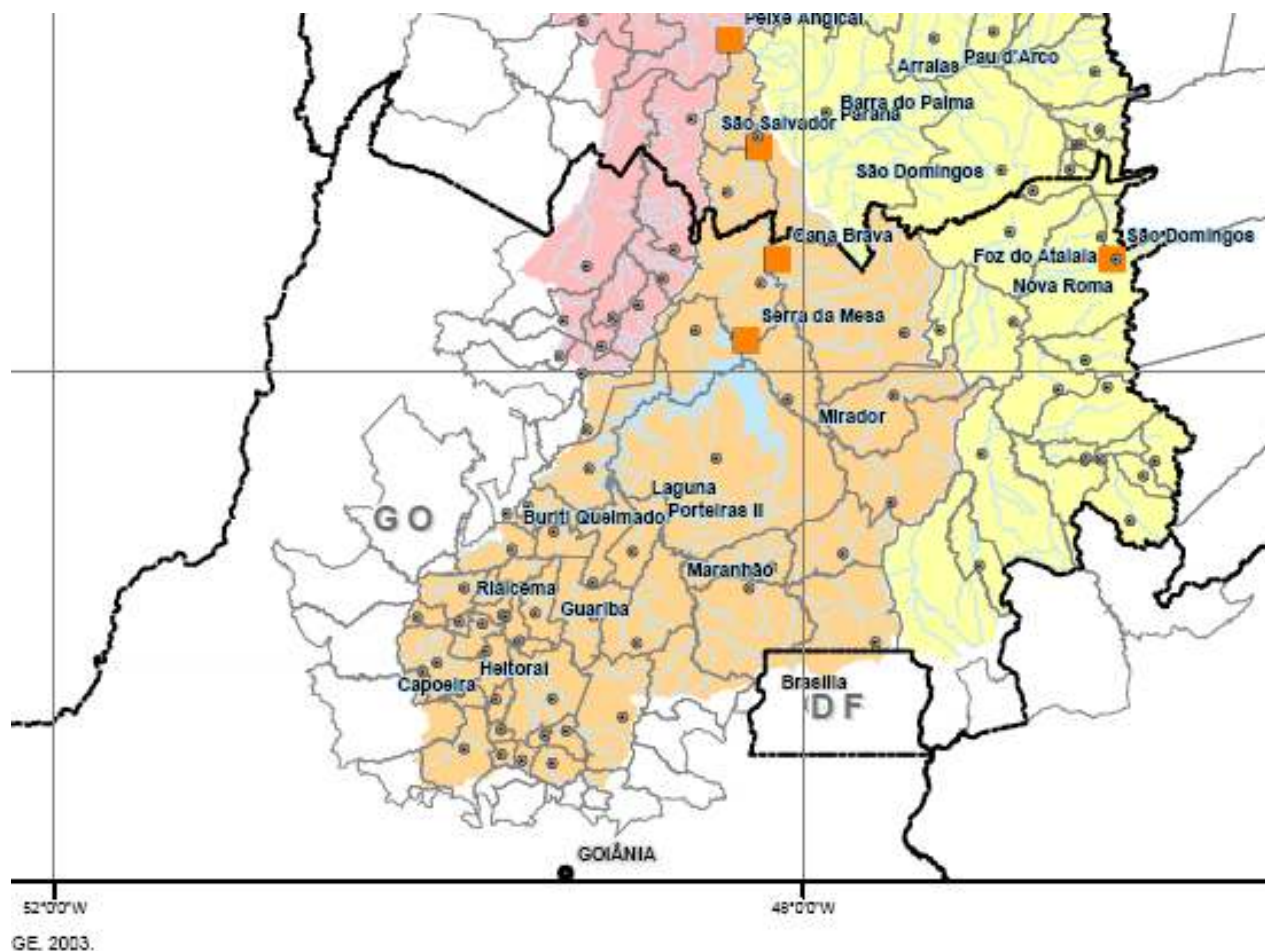 Peixe Angical
Arraias
Pau d'Arco
Barra do Palma
Paranã
São Salvador
São Domingos
Cana Brava
São Domingos
Foz do Atalaia
Nova Roma
Serra da Mesa
Mirador
Laguna
GO
Buriti Queimado
Porteiras II
Maranhão
Rialcema
Guariba
Heitoraí
Capoeira
Brasília
DF
GOIÂNIA
52°0'0"W
48°0'0"W
GE, 2003.